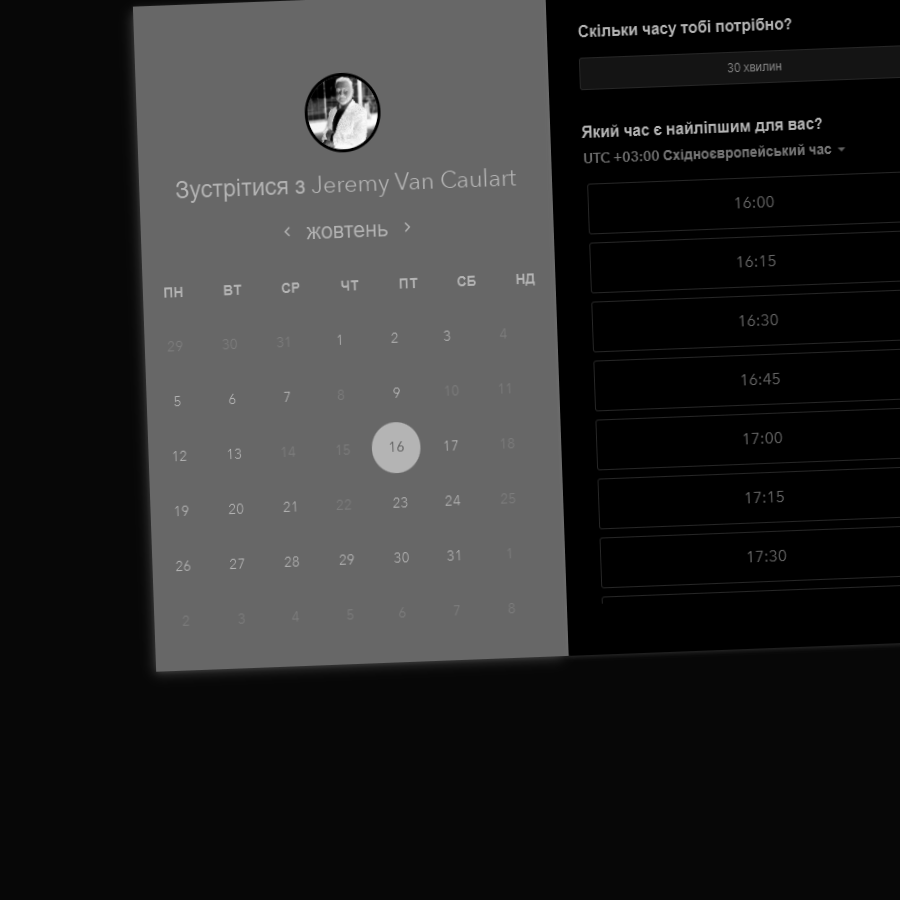 Зустрітися з Jeremy Van Caulart
жовтень
ПН ВТ СР ЧТ ПТ СБ НД
29 30 31 1 2 3 4
5 6 7 8 9 10 11
12 13 14 15 16 17 18
19 20 21 22 23 24 25
26 27 28 29 30 31 1
2 3 4 5 6 7 8
Скільки часу тобі потрібно?
30 хвилин
Який час є найліпшим для вас?
UTC +03:00 Східноєвропейський час
16:00
16:15
16:30
16:45
17:00
17:15
17:30